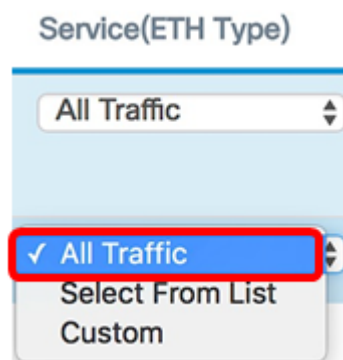 Service(ETH Type)
All Traffic
✓ All Traffic
Select From List
Custom